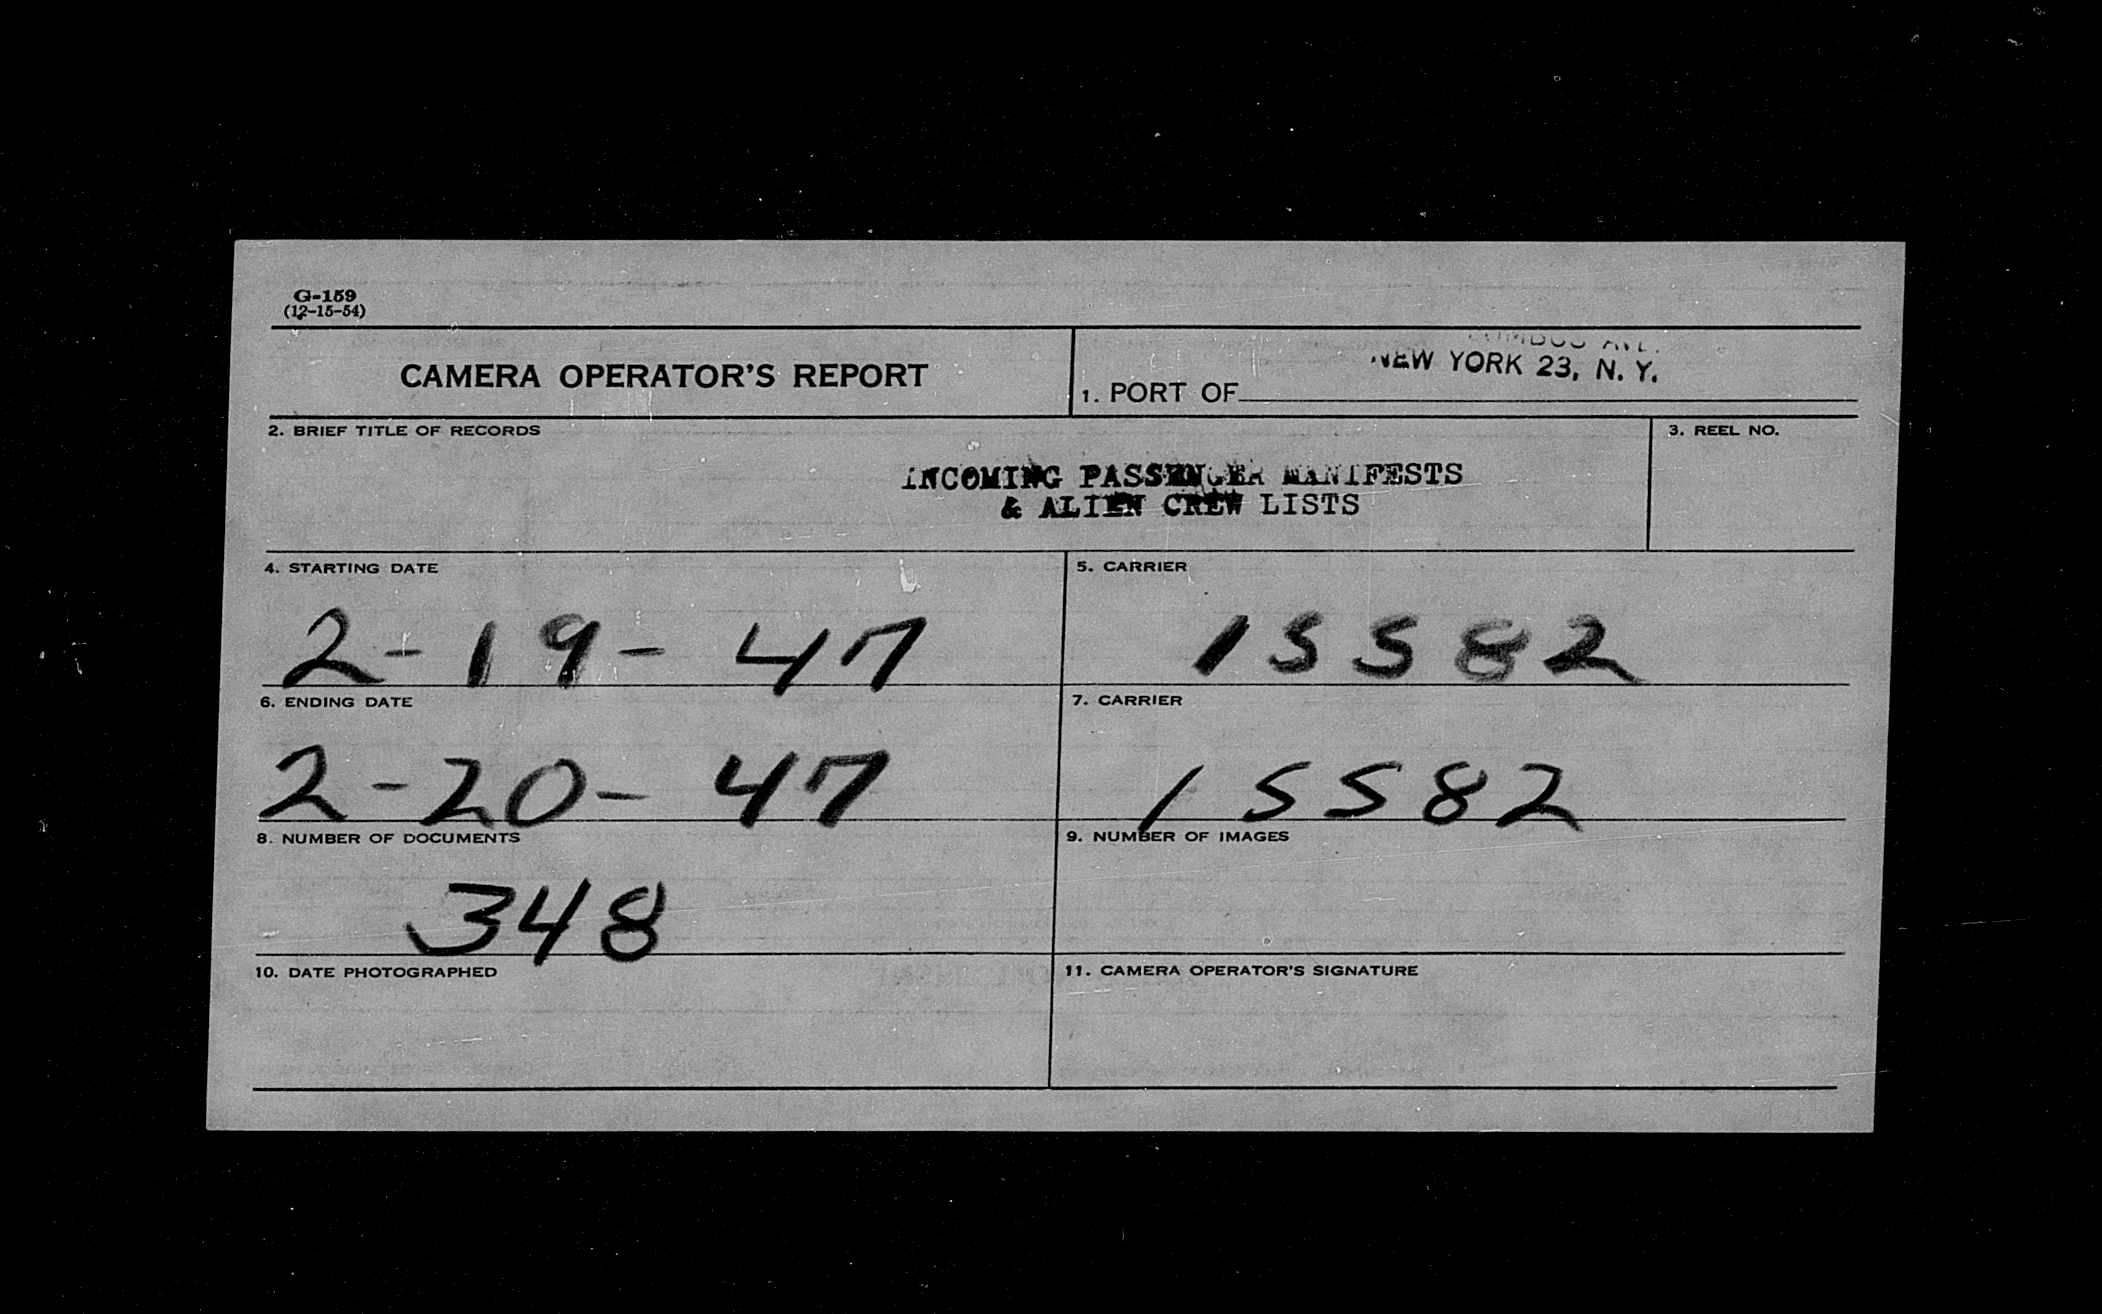 G-159
(12-15-54)
CAMERA OPERATOR'S REPORT
AVE.
NEW YORK 23, N. Y.
1. PORT OF
2. BRIEF TITLE OF RECORDS
3. REEL NO.
INCOMING PASSENGER MANIFESTS
& ALIEN CREW LISTS
4. STARTING DATE
5. CARRIER
2-19-47
15582
6. ENDING DATE
7. CARRIER
2-20-47
15582
8. NUMBER OF DOCUMENTS
9. NUMBER OF IMAGES
348
10. DATE PHOTOGRAPHED
11. CAMERA OPERATOR'S SIGNATURE